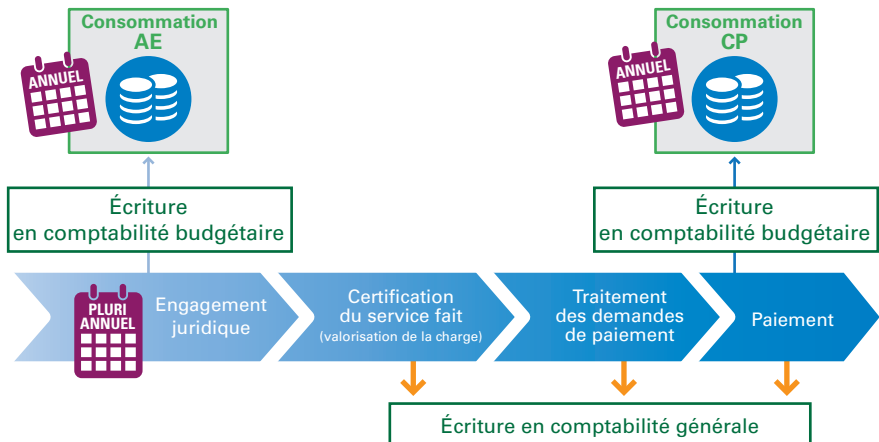 Consommation
AE
ANNUEL
Consommation
CP
ANNUEL
Écriture
en comptabilité budgétaire
Écriture
en comptabilité budgétaire
PLURI
ANNUEL
Engagement
juridique
Certification
du service fait
(valorisation de la charge)
Traitement
des demandes
de paiement
Paiement
Écriture en comptabilité générale